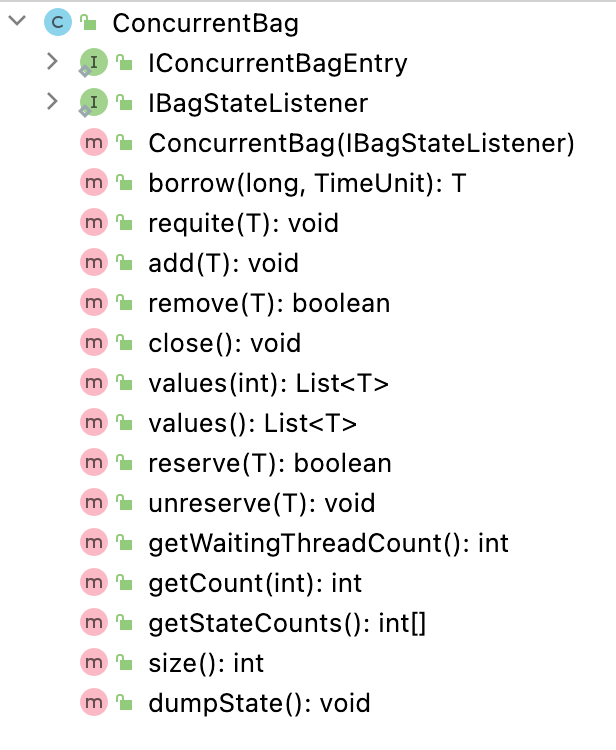 C ConcurrentBag
I IConcurrentBagEntry
I IBagStateListener
m ConcurrentBag(IBagStateListener)
m borrow(long, TimeUnit): T
m requite(T): void
m add(T): void
m remove(T): boolean
m close(): void
m values(int): List<T>
m values(): List<T>
m reserve(T): boolean
m unreserve(T): void
m getWaitingThreadCount(): int
m getCount(int): int
m getStateCounts(): int[]
m size(): int
m dumpState(): void